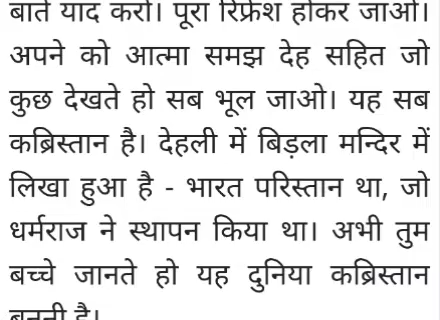 बातें याद करो। पूरा रिफ्रेश होकर जाओ।
अपने को आत्मा समझ देह सहित जो
कुछ देखते हो सब भूल जाओ। यह सब
कब्रिस्तान है। देहली में बिड़ला मन्दिर में
लिखा हुआ है - भारत परिस्तान था, जो
धर्मराज ने स्थापन किया था। अभी तुम
बच्चे जानते हो यह दुनिया कब्रिस्तान
बननी है।